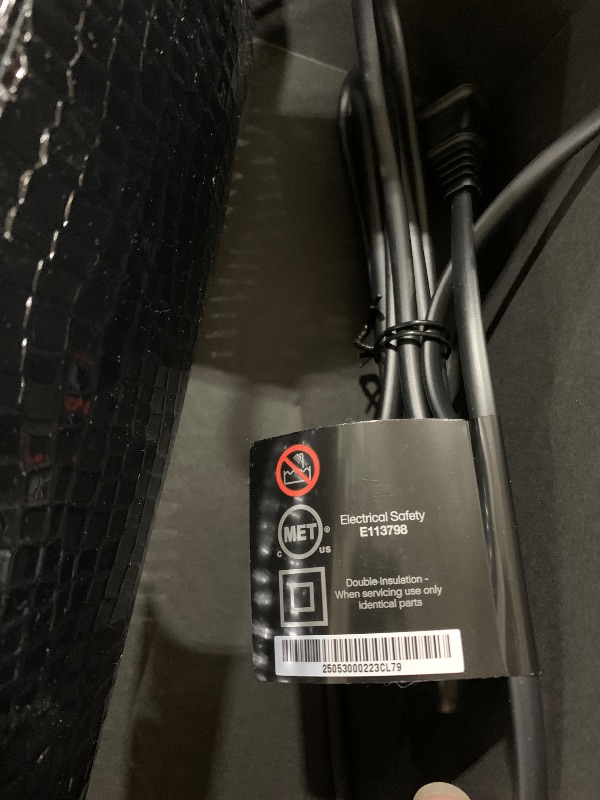 MET®
C US
Electrical Safety
E113798
Double Insulation -
When servicing use only
identical parts
25053000223CL79